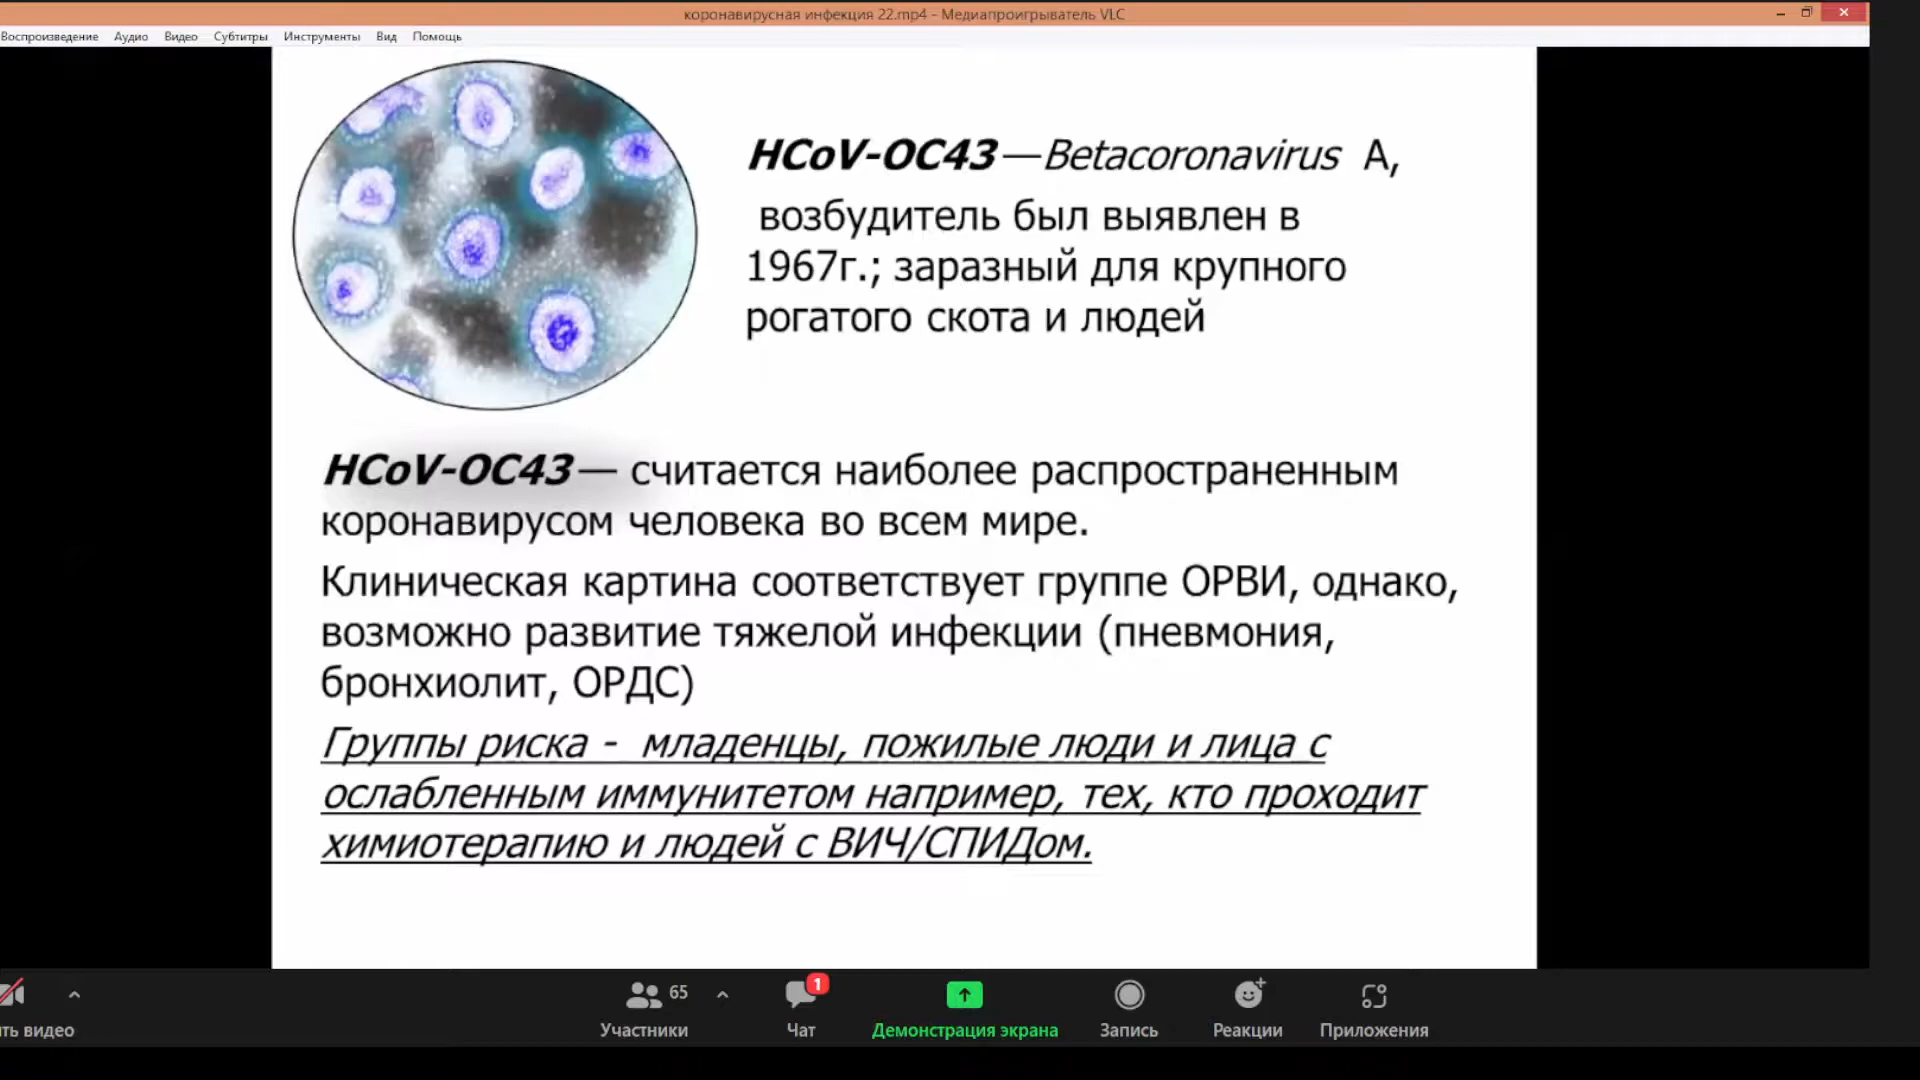 коронавирусная инфекция 22.mp4 - Медиапроигрыватель VLC
Воспроизведение Аудио Видео Субтитры Инструменты Вид Помощь
HCoV-OC43—Betacoronavirus А,
возбудитель был выявлен в
1967г.; заразный для крупного
рогатого скота и людей
HCoV-OC43— считается наиболее распространенным
коронавирусом человека во всем мире.
Клиническая картина соответствует группе ОРВИ, однако,
возможно развитие тяжелой инфекции (пневмония,
бронхиолит, ОРДС)
Группы риска - младенцы, пожилые люди и лица с
ослабленным иммунитетом например, тех, кто проходит
химиотерапию и людей с ВИЧ/СПИДом.
65
1
ть видео Участники Чат Демонстрация экрана Запись Реакции Приложения